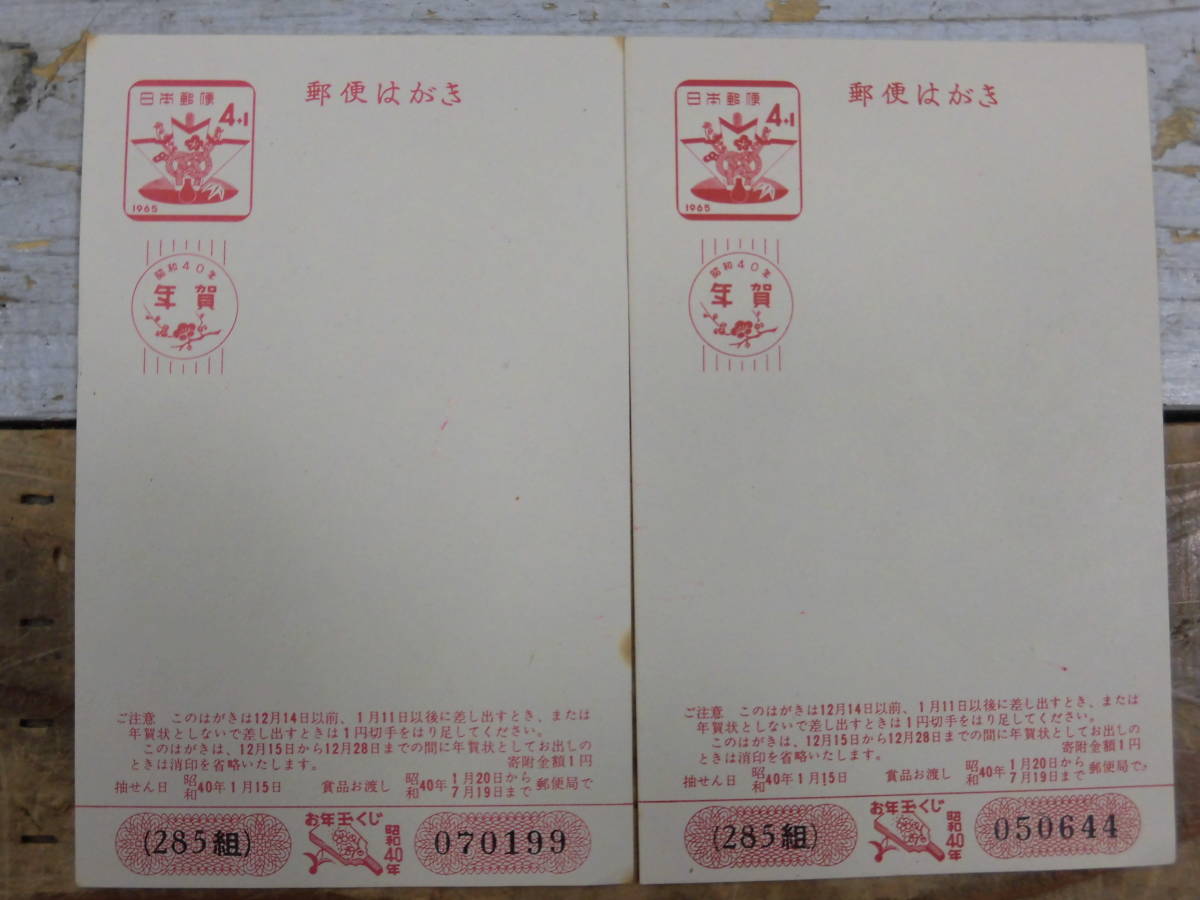 日本郵便
4+1
1965
郵便はがき
昭和40年
年賀
ご注意 このはがきは12月14日以前、1月11日以後に差し出すとき、または
年賀状としないで差し出すときは1円切手をはり足してください。
このはがきは、12月15日から12月28日までの間に年賀状としてお出しの
ときは消印を省略いたします。 寄附金額1円
抽せん日 昭和40年1月15日 賞品お渡し 昭和40年 1月20日から 7月19日まで 郵便局で
(285組)
お年玉くじ
昭和40年
070199
日本郵便
4+1
1965
郵便はがき
昭和40年
年賀
ご注意 このはがきは12月14日以前、1月11日以後に差し出すとき、または
年賀状としないで差し出すときは1円切手をはり足してください。
このはがきは、12月15日から12月28日までの間に年賀状としてお出しの
ときは消印を省略いたします。 寄附金額1円
抽せん日 昭和40年1月15日 賞品お渡し 昭和40年 1月20日から 7月19日まで 郵便局で
(285組)
お年玉くじ
昭和40年
050644